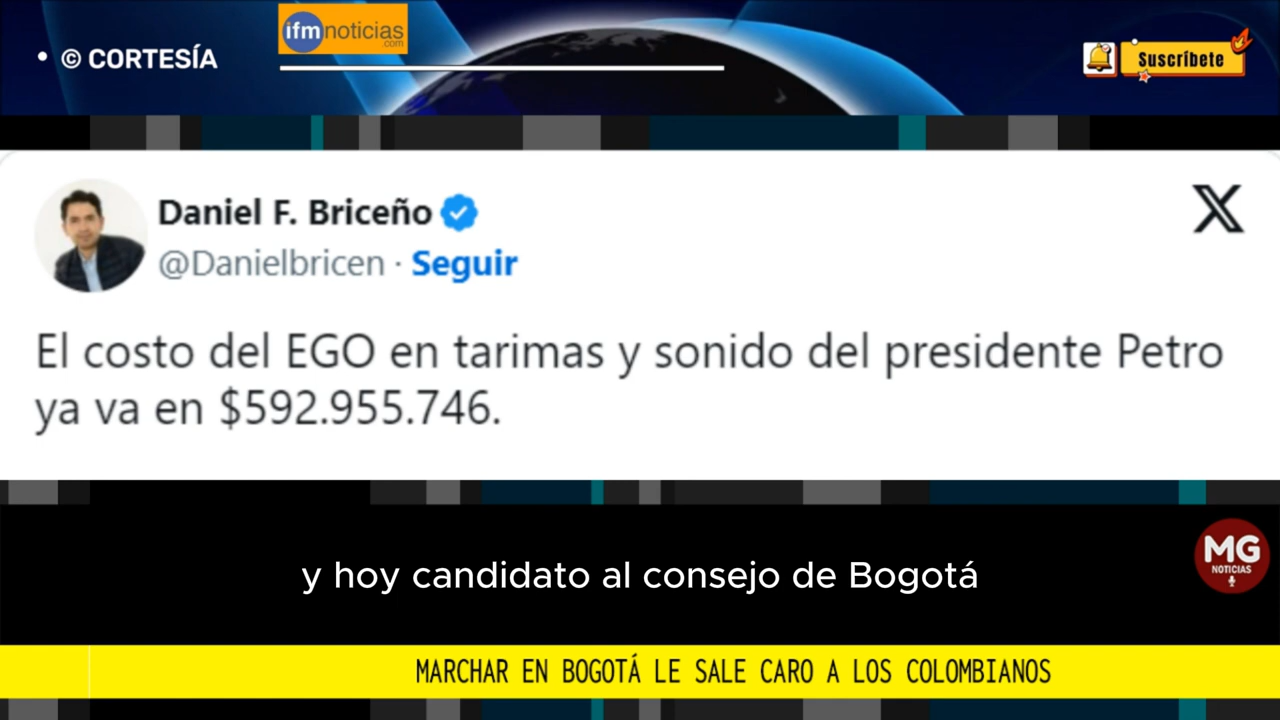 • © CORTESÍA
ifmnoticias
.com
Suscríbete
Daniel F. Briceño
@Danielbricen · Seguir
El costo del EGO en tarimas y sonido del presidente Petro
ya va en $592.955.746.
y hoy candidato al consejo de Bogotá
MG
NOTICIAS
MARCHAR EN BOGOTÁ LE SALE CARO A LOS COLOMBIANOS